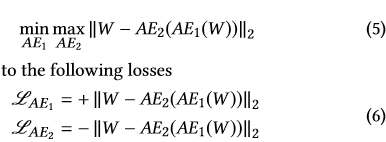 min max ∥W − AE₂(AE₁(W))∥₂ (5)
AE₁ AE₂
to the following losses
ℒ_AE₁ = + ∥W − AE₂(AE₁(W))∥₂
ℒ_AE₂ = − ∥W − AE₂(AE₁(W))∥₂ (6)